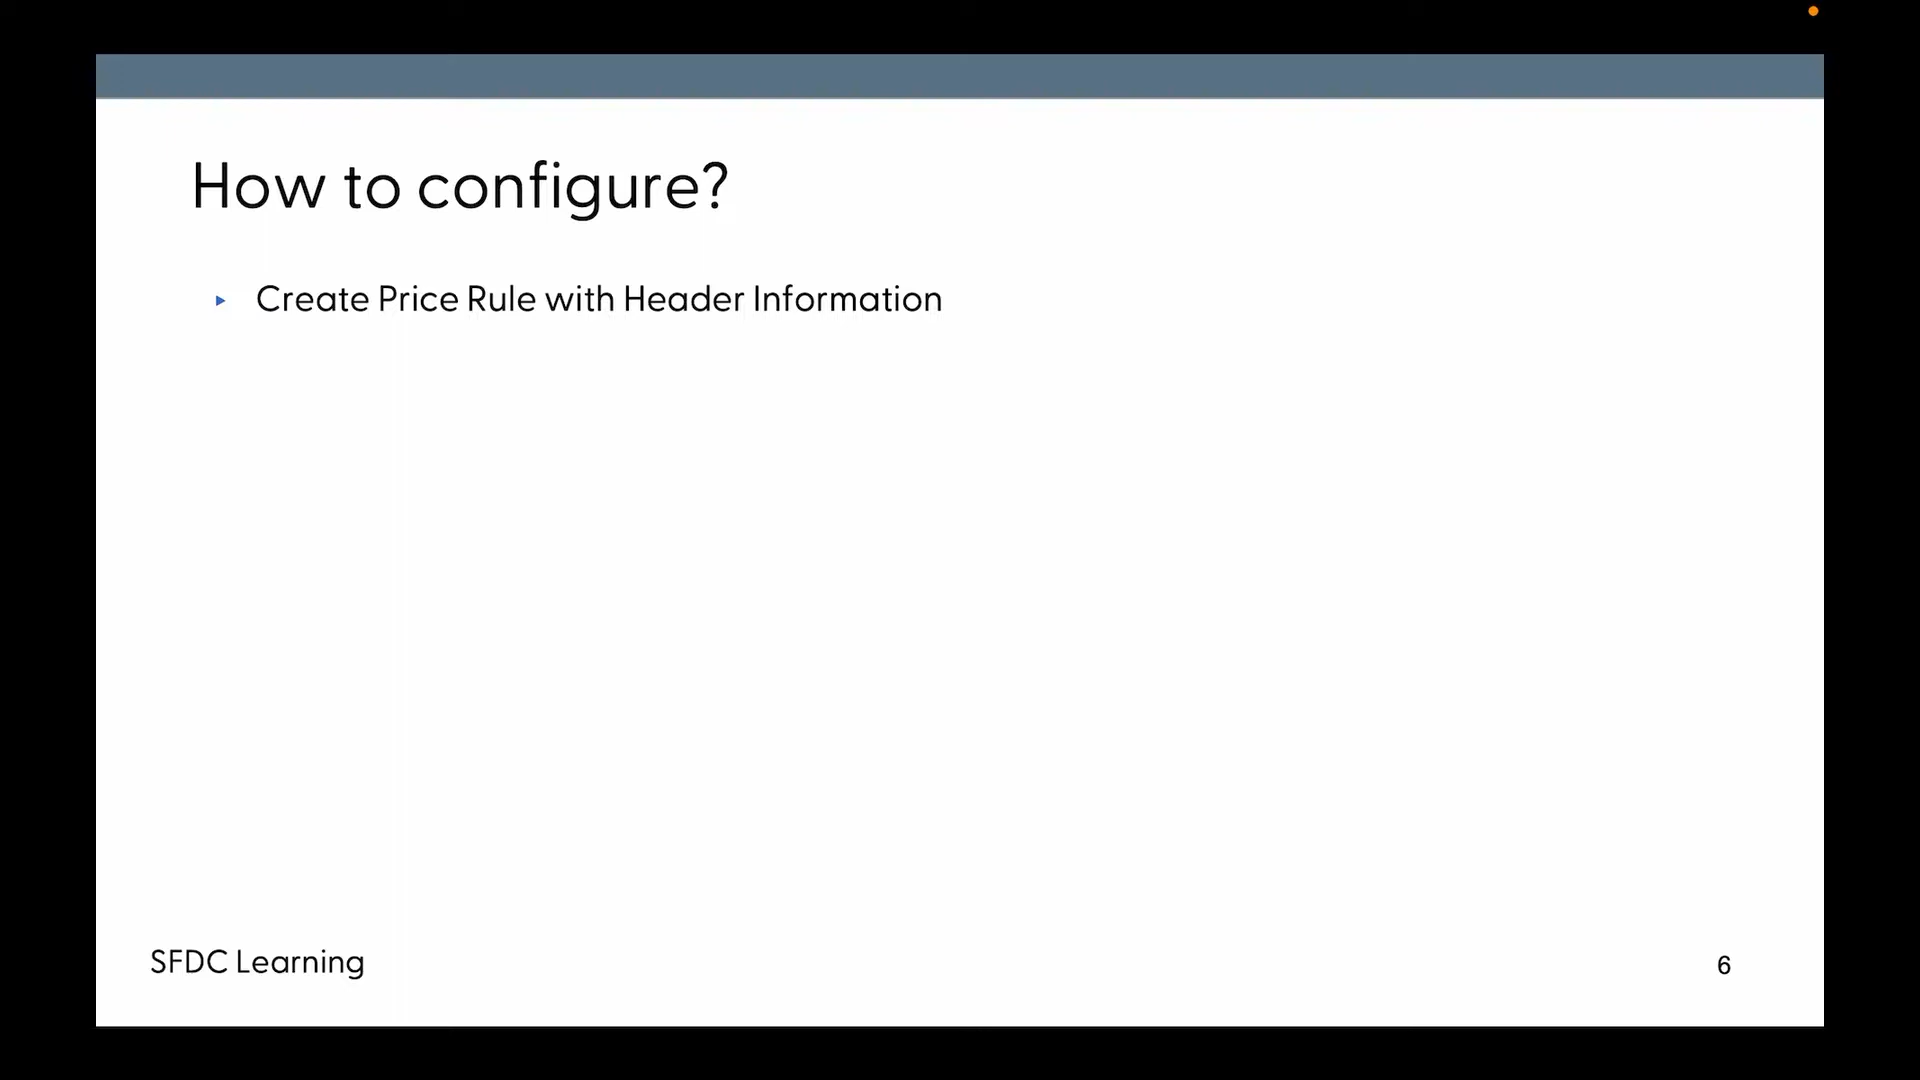 How to configure?
Create Price Rule with Header Information
SFDC Learning
6